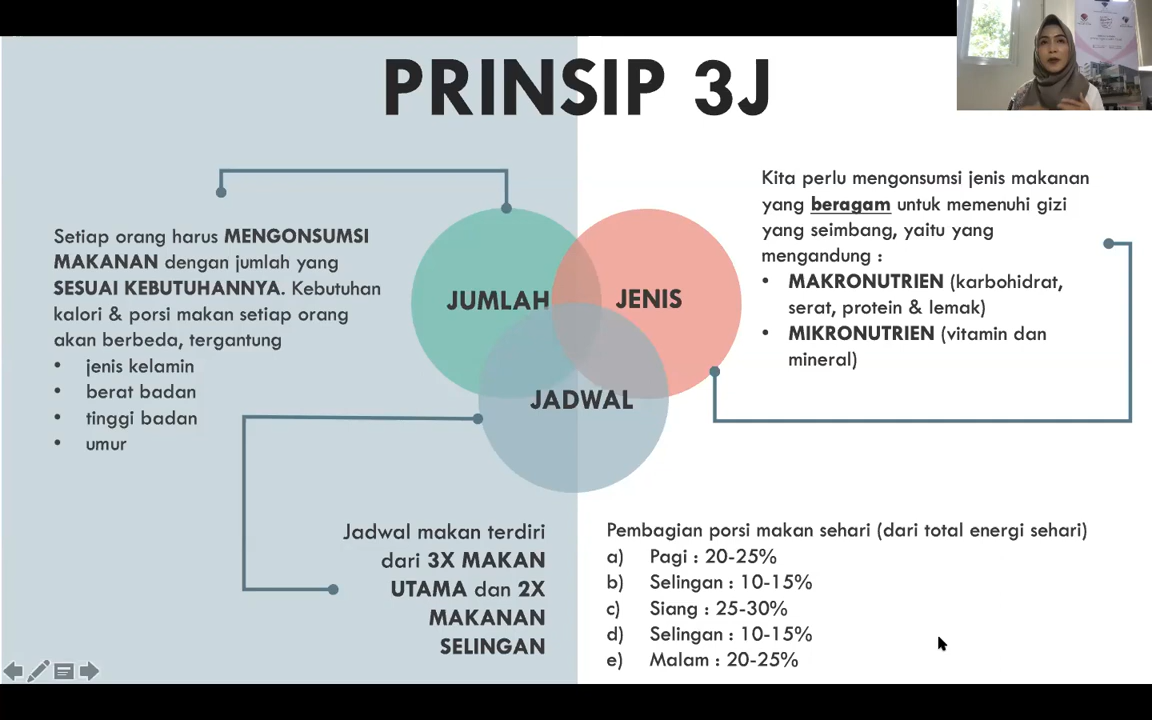 PRINSIP 3J
Setiap orang harus MENGONSUMSI
MAKANAN dengan jumlah yang
SESUAI KEBUTUHANNYA. Kebutuhan
kalori & porsi makan setiap orang
akan berbeda, tergantung
• jenis kelamin
• berat badan
• tinggi badan
• umur
JUMLAH
JENIS
JADWAL
Kita perlu mengonsumsi jenis makanan
yang beragam untuk memenuhi gizi
yang seimbang, yaitu yang
mengandung :
• MAKRONUTRIEN (karbohidrat,
serat, protein & lemak)
• MIKRONUTRIEN (vitamin dan
mineral)
Jadwal makan terdiri
dari 3X MAKAN
UTAMA dan 2X
MAKANAN
SELINGAN
Pembagian porsi makan sehari (dari total energi sehari)
a) Pagi : 20-25%
b) Selingan : 10-15%
c) Siang : 25-30%
d) Selingan : 10-15%
e) Malam : 20-25%